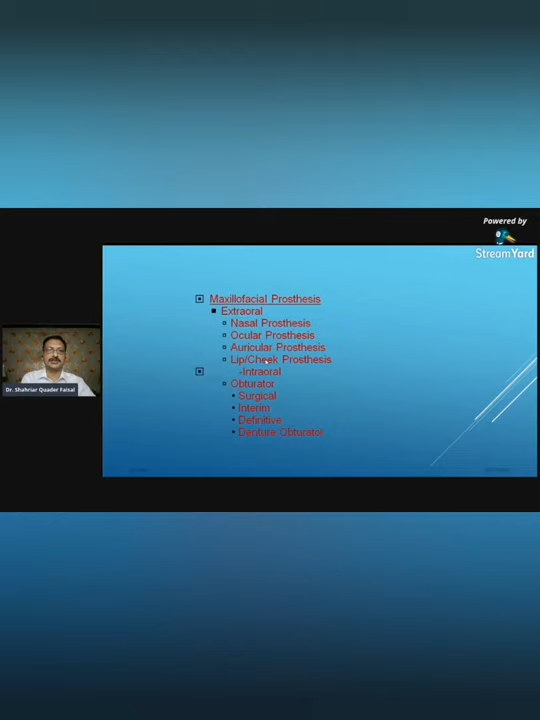 Powered by
StreamYard
Maxillofacial Prosthesis
Extraoral
Nasal Prosthesis
Ocular Prosthesis
Auricular Prosthesis
Lip/Cheek Prosthesis
-Intraoral
Obturator
Surgical
Interim
Definitive
Denture Obturator
Dr. Shahriar Quader Faisal